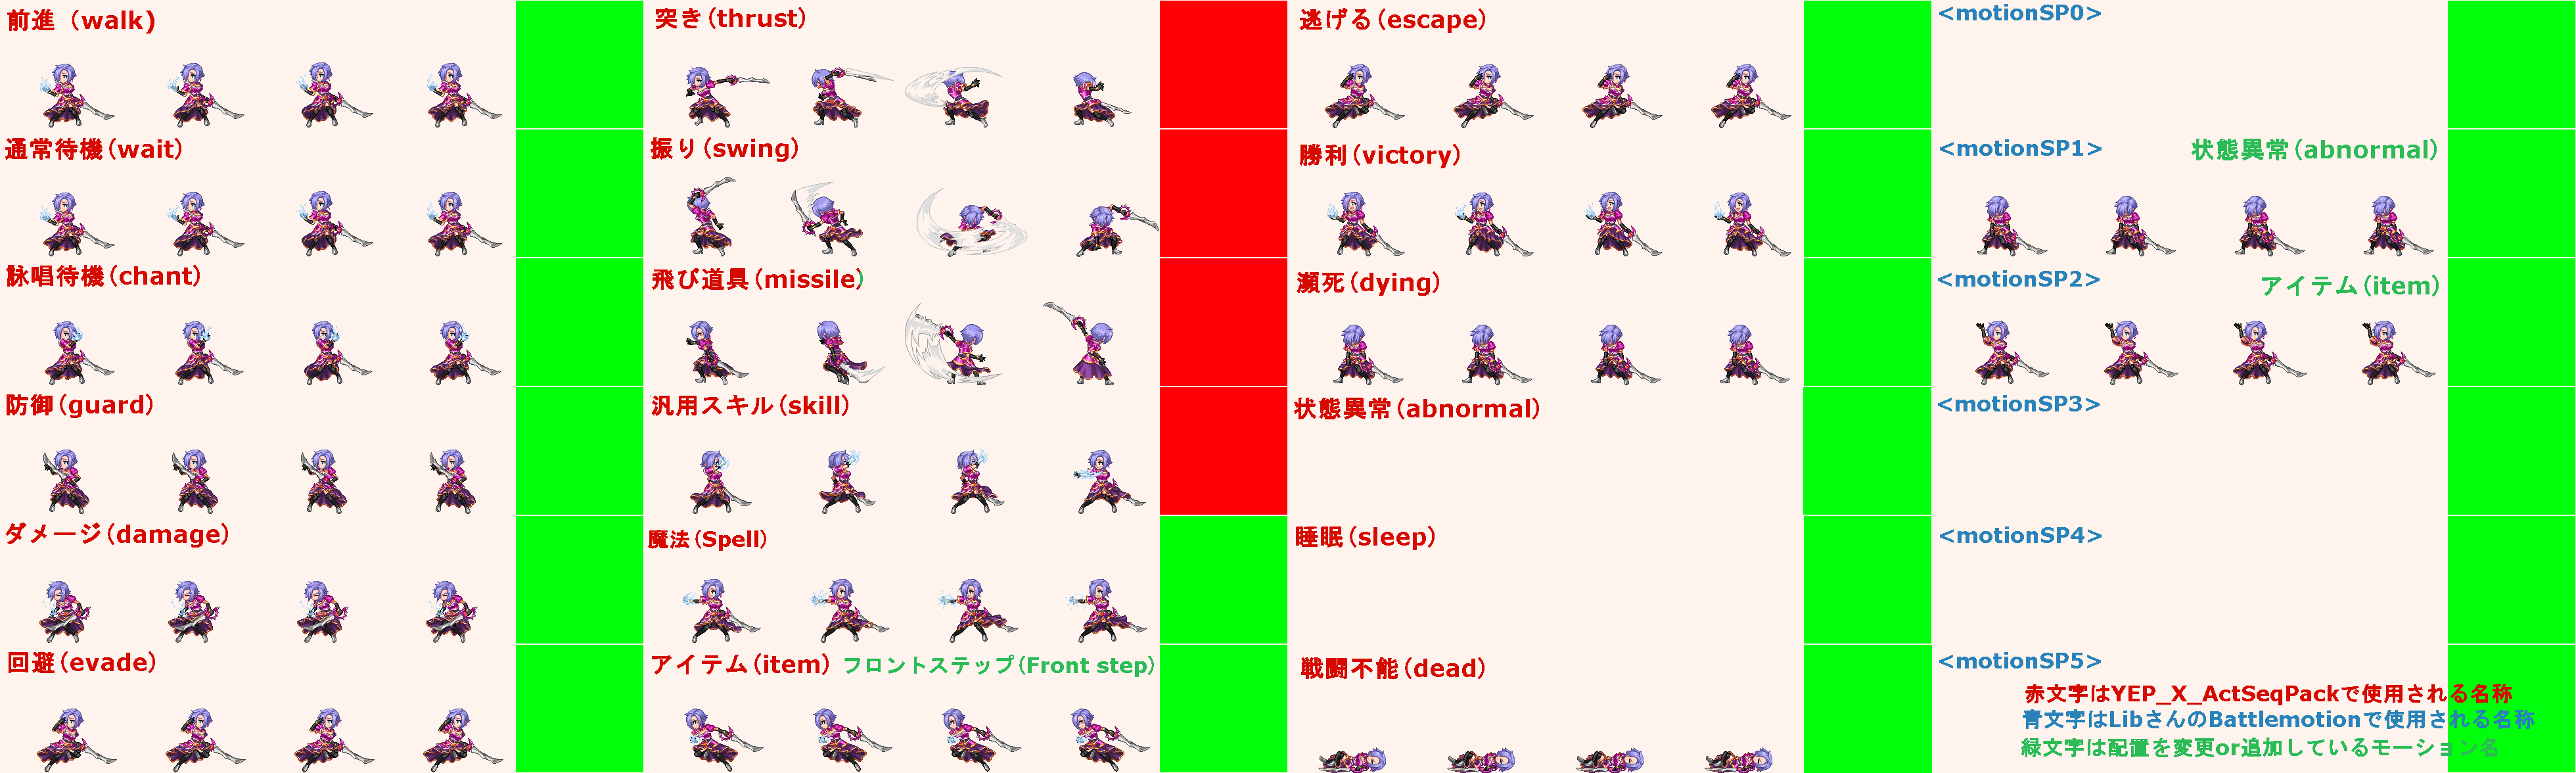 前進（walk)
突き(thrust)
逃げる(escape)
<motionSP0>
通常待機(wait)
振り(swing)
勝利(victory)
<motionSP1>
状態異常(abnormal)
詠唱待機(chant)
飛び道具(missile)
瀕死(dying)
<motionSP2>
アイテム(item)
防御(guard)
汎用スキル(skill)
状態異常(abnormal)
<motionSP3>
ダメージ(damage)
魔法(Spell)
睡眠(sleep)
<motionSP4>
回避(evade)
アイテム(item) フロントステップ(Front step)
戦闘不能(dead)
<motionSP5>
赤文字はYEP_X_ActSeqPackで使用される名称
青文字はLibさんのBattlemotionで使用される名称
緑文字は配置を変更or追加しているモーション名